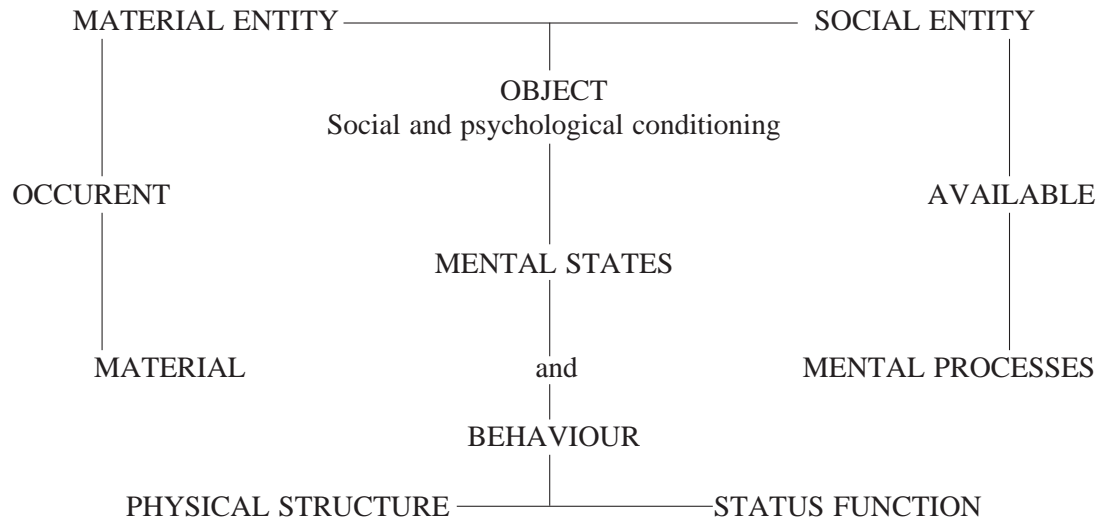 MATERIAL ENTITY SOCIAL ENTITY
OBJECT
Social and psychological conditioning
OCCURENT AVAILABLE
MENTAL STATES
MATERIAL and MENTAL PROCESSES
BEHAVIOUR
PHYSICAL STRUCTURE STATUS FUNCTION